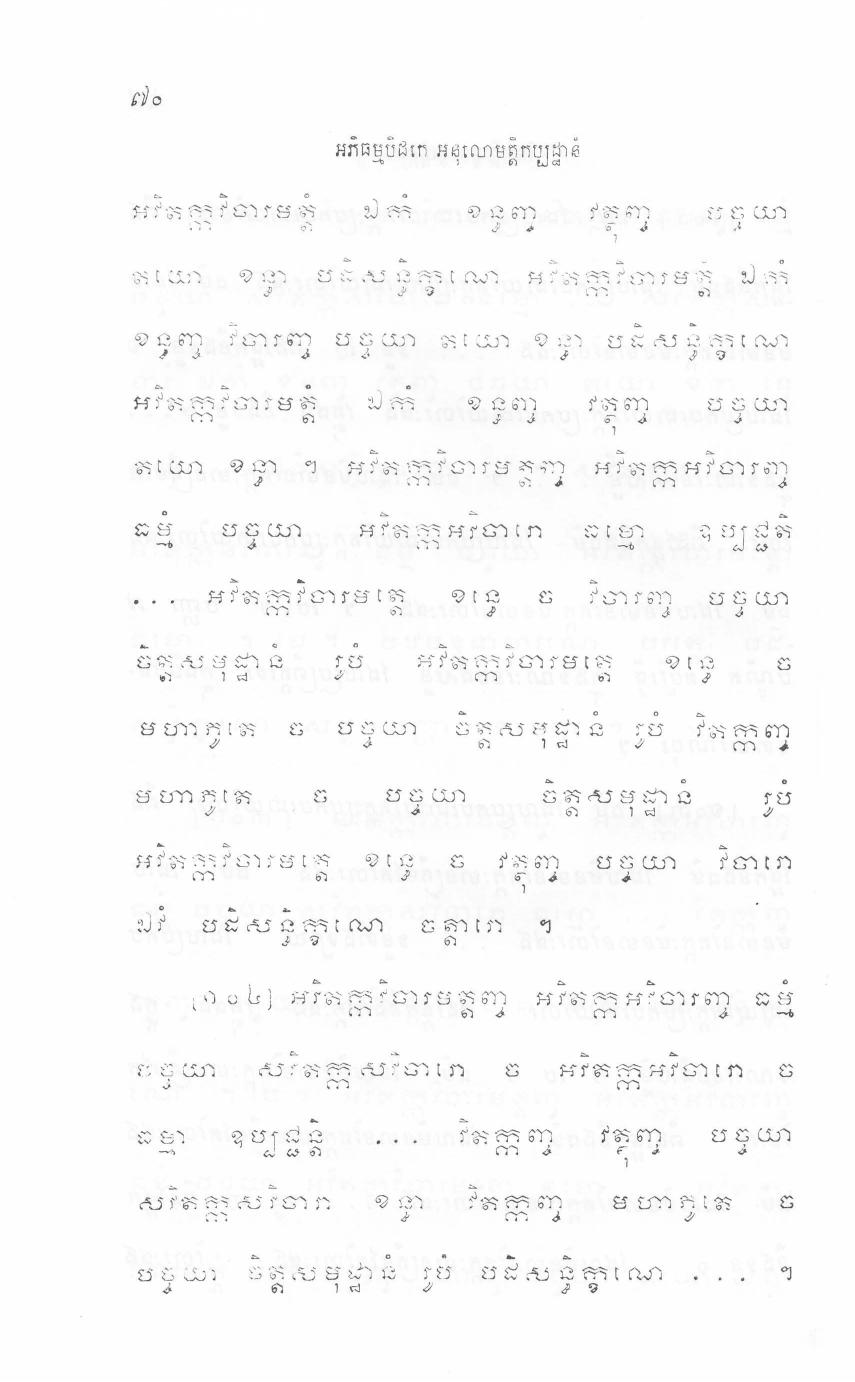 ៧០
អភិធម្មបិដកេ អនុលោមត្តិកប្បដ្ឋានំ
អវិតក្កវិចារមត្តំ ឯកំ ខន្ធញ្ច វត្ថុញ្ច បច្ចយា
តយោ ខន្ធា បដិសន្ធិក្ខណេ អវិតក្កវិចារមត្តំ ឯកំ
ខន្ធញ្ច វិចារញ្ច បច្ចយា តយោ ខន្ធា បដិសន្ធិក្ខណេ
អវិតក្កវិចារមត្តំ ឯកំ ខន្ធញ្ច វត្ថុញ្ច បច្ចយា
តយោ ខន្ធា ។ អវិតក្កវិចារមត្តញ្ច អវិតក្កអវិចារញ្ច
ធម្មំ បច្ចយា អវិតក្កអវិចារោ ធម្មោ ឧប្បជ្ជតិ
... អវិតក្កវិចារមត្តេ ខន្ធេ ច វិចារញ្ច បច្ចយា
ចិត្តសមុដ្ឋានំ រូបំ អវិតក្កវិចារមត្តេ ខន្ធេ ច
មហាភូតេ ច បច្ចយា ចិត្តសមុដ្ឋានំ រូបំ វិតក្កញ្ច
មហាភូតេ ច បច្ចយា ចិត្តសមុដ្ឋានំ រូបំ
អវិតក្កវិចារមត្តេ ខន្ធេ ច វត្ថុញ្ច បច្ចយា វិចារោ
ឯវំ បដិសន្ធិក្ខណេ ចត្តារោ ។
[១០៤] អវិតក្កវិចារមត្តញ្ច អវិតក្កអវិចារញ្ច ធម្មំ
បច្ចយា សវិតក្កសវិចារោ ច អវិតក្កអវិចារោ ច
ធម្មា ឧប្បជ្ជន្តិ ... វិតក្កញ្ច វត្ថុញ្ច បច្ចយា
សវិតក្កសវិចារា ខន្ធា វិតក្កញ្ច មហាភូតេ ច
បច្ចយា ចិត្តសមុដ្ឋានំ រូបំ បដិសន្ធិក្ខណេ ... ។